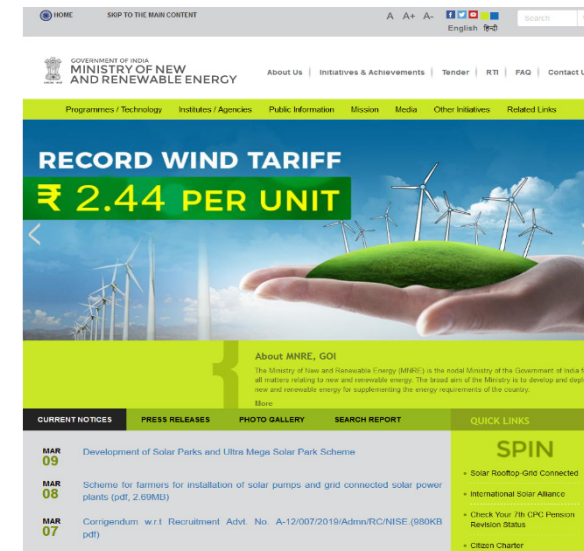 HOME SKIP TO THE MAIN CONTENT A A+ A- Search
English हिन्दी
GOVERNMENT OF INDIA
MINISTRY OF NEW
AND RENEWABLE ENERGY
About Us Initiatives & Achievements Tender RTI FAQ Contact U
Programmes / Technology Institutes / Agencies Public Information Mission Media Other Initiatives Related Links
RECORD WIND TARIFF
₹ 2.44 PER UNIT
About MNRE, GOI
The Ministry of New and Renewable Energy (MNRE) is the nodal Ministry of the Government of India f
all matters relating to new and renewable energy. The broad aim of the Ministry is to develop and depl
new and renewable energy for supplementing the energy requirements of the country.
More
CURRENT NOTICES PRESS RELEASES PHOTO GALLERY SEARCH REPORT
QUICK LINKS
MAR
09
Development of Solar Parks and Ultra Mega Solar Park Scheme
MAR
08
Scheme for farmers for installation of solar pumps and grid connected solar power
plants (pdf, 2.69MB)
MAR
07
Corrigendum w.r.t Recruitment Advt. No. A-12/007/2019/Admn/RC/NISE.(980KB
pdf)
SPIN
Solar Rooftop-Grid Connected
International Solar Alliance
Check Your 7th CPC Pension
Revision Status
Citizen Charter